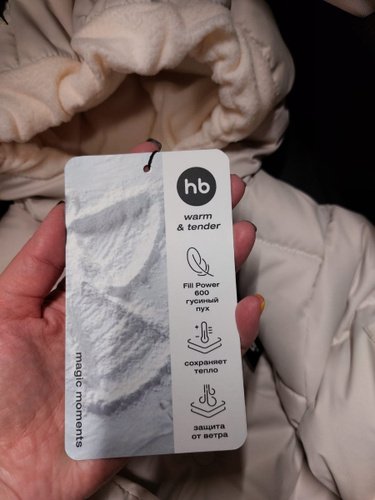 hb
warm
& tender
Fill Power
600
гусиный
пух
сохраняет
тепло
защита
от ветра
magic moments